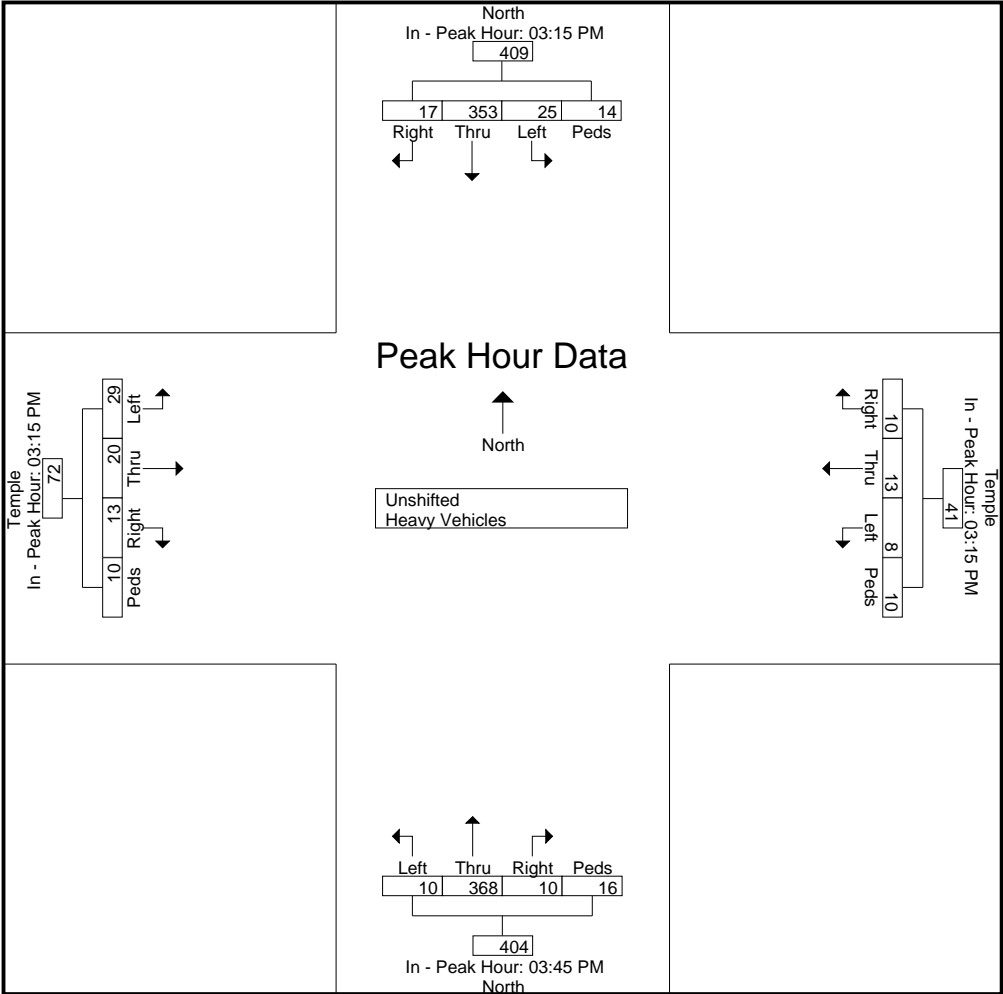 North
In - Peak Hour: 03:15 PM
409
17 353 25 14
Right Thru Left Peds
Peak Hour Data
North
Unshifted
Heavy Vehicles
Temple
In - Peak Hour: 03:15 PM
72
29 20 13 10
Left Thru Right Peds
Temple
In - Peak Hour: 03:15 PM
41
10 13 8 10
Right Thru Left Peds
Left Thru Right Peds
10 368 10 16
404
In - Peak Hour: 03:45 PM
North